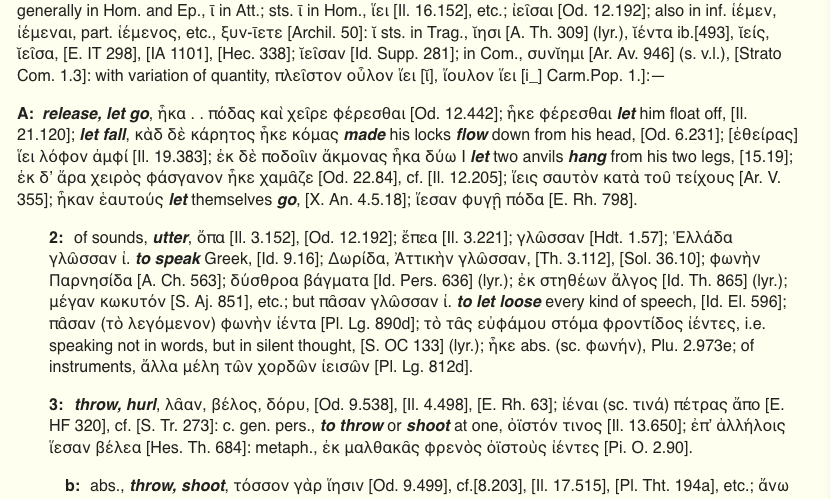 generally in Hom. and Ep., ῑ in Att.; sts. ῑ in Hom., ἵει [Il. 16.152], etc.; ἱεῖσαι [Od. 12.192]; also in inf. ἱέμεν,
ἱέμεναι, part. ἱέμενος, etc., ξυν-ῑετε [Archil. 50]: ῐ sts. in Trag., ἵησι [A. Th. 309] (lyr.), ἱέντα ib.[493], ἱείς,
ἱεῖσα, [E. IT 298], [IA 1101], [Hec. 338]; ἱεῖσαν [Id. Supp. 281]; in Com., συνῐημι [Ar. Av. 946] (s. v.l.), [Strato
Com. 1.3]: with variation of quantity, πλεῖστον οὖλον ἵει [ῐ], ἴουλον ἵει [i_] Carm.Pop. 1.]:—
A: release, let go, ἧκα . . πόδας καὶ χεῖρε φέρεσθαι [Od. 12.442]; ἧκε φέρεσθαι let him float off, [Il.
21.120]; let fall, κὰδ δὲ κάρητος ἧκε κόμας made his locks flow down from his head, [Od. 6.231]; [ἐθείρας]
ἵει λόφον ἀμφί [Il. 19.383]; ἐκ δὲ ποδοῖιν ἄκμονας ἧκα δύω I let two anvils hang from his two legs, [15.19];
ἐκ δ’ ἄρα χειρὸς φάσγανον ἧκε χαμᾶζε [Od. 22.84], cf. [Il. 12.205]; ἵεις σαυτὸν κατὰ τοῦ τείχους [Ar. V.
355]; ἧκαν ἑαυτούς let themselves go, [X. An. 4.5.18]; ἵεσαν φυγῇ πόδα [E. Rh. 798].
2: of sounds, utter, ὄπα [Il. 3.152], [Od. 12.192]; ἔπεα [Il. 3.221]; γλῶσσαν [Hdt. 1.57]; Ἑλλάδα
γλῶσσαν ἱ. to speak Greek, [Id. 9.16]; Δωρίδα, Ἀττικὴν γλῶσσαν, [Th. 3.112], [Sol. 36.10]; φωνὴν
Παρνησίδα [A. Ch. 563]; δύσθροα βάγματα [Id. Pers. 636] (lyr.); ἐκ στηθέων ἄλγος [Id. Th. 865] (lyr.);
μέγαν κωκυτόν [S. Aj. 851], etc.; but πᾶσαν γλῶσσαν ἱ. to let loose every kind of speech, [Id. El. 596];
πᾶσαν (τὸ λεγόμενον) φωνὴν ἱέντα [Pl. Lg. 890d]; τὸ τᾶς εὐφάμου στόμα φροντίδος ἱέντες, i.e.
speaking not in words, but in silent thought, [S. OC 133] (lyr.); ἧκε abs. (sc. φωνήν), Plu. 2.973e; of
instruments, ἄλλα μέλη τῶν χορδῶν ἱεισῶν [Pl. Lg. 812d].
3: throw, hurl, λᾶαν, βέλος, δόρυ, [Od. 9.538], [Il. 4.498], [E. Rh. 63]; ἱέναι (sc. τινά) πέτρας ἄπο [E.
HF 320], cf. [S. Tr. 273]: c. gen. pers., to throw or shoot at one, ὀϊστόν τινος [Il. 13.650]; ἐπ’ ἀλλήλοις
ἵεσαν βέλεα [Hes. Th. 684]: metaph., ἐκ μαλθακᾶς φρενὸς ὀϊστοὺς ἱέντες [Pi. O. 2.90].
b: abs., throw, shoot, τόσσον γὰρ ἵησιν [Od. 9.499], cf.[8.203], [Il. 17.515], [Pl. Tht. 194a], etc.; ἄνω